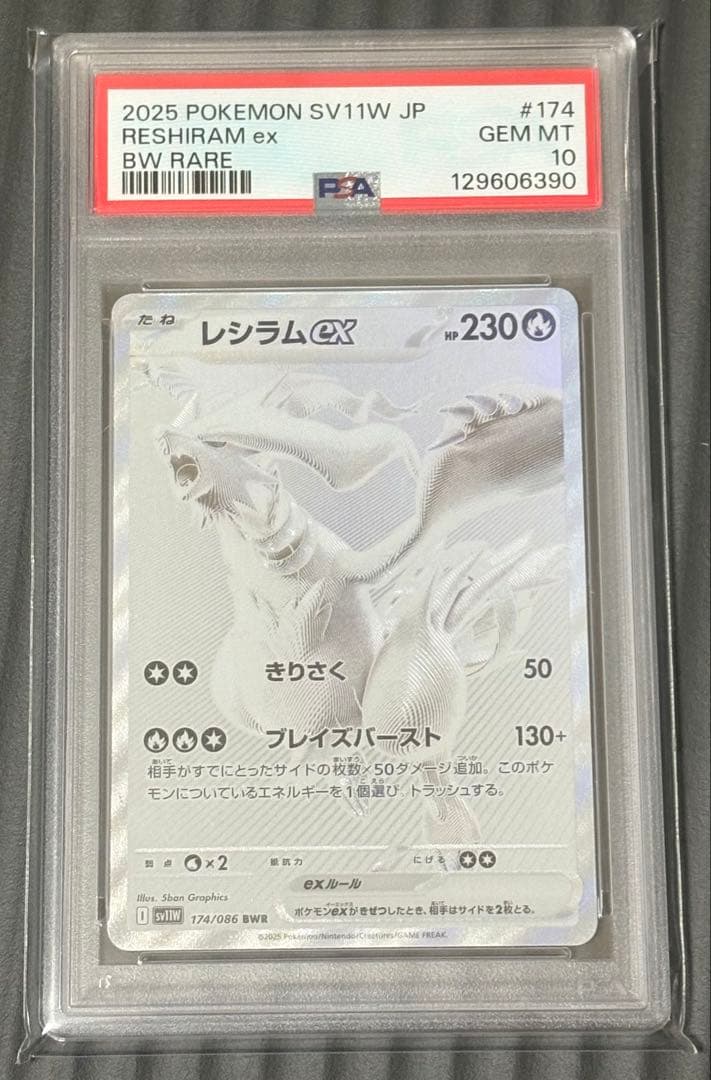 2025 POKEMON SV11W JP #174
RESHIRAM ex GEM MT
BW RARE 10
PSA 129606390
たね レシラムex HP 230
きりさく 50
ブレイズバースト 130+
相手がすでにとったサイドの枚数×50ダメージ追加。このポケ
モンについているエネルギーを1個選び、トラッシュする。
弱点 ×2 抵抗力 にげる
exルール
ポケモンexがきぜつしたとき、相手はサイドを2枚とる。
Illus. 5ban Graphics
I sv11W 174/086 BWR
©2025 Pokémon/Nintendo/Creatures/GAME FREAK.